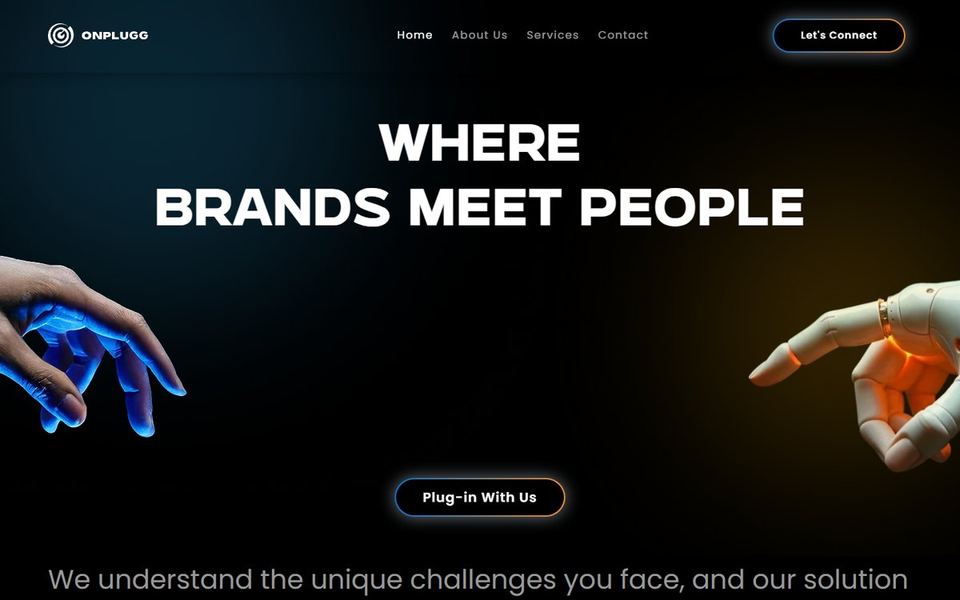 ONPLUGG
Home About Us Services Contact
Let's Connect
WHERE
BRANDS MEET PEOPLE
Plug-in With Us
We understand the unique challenges you face, and our solution